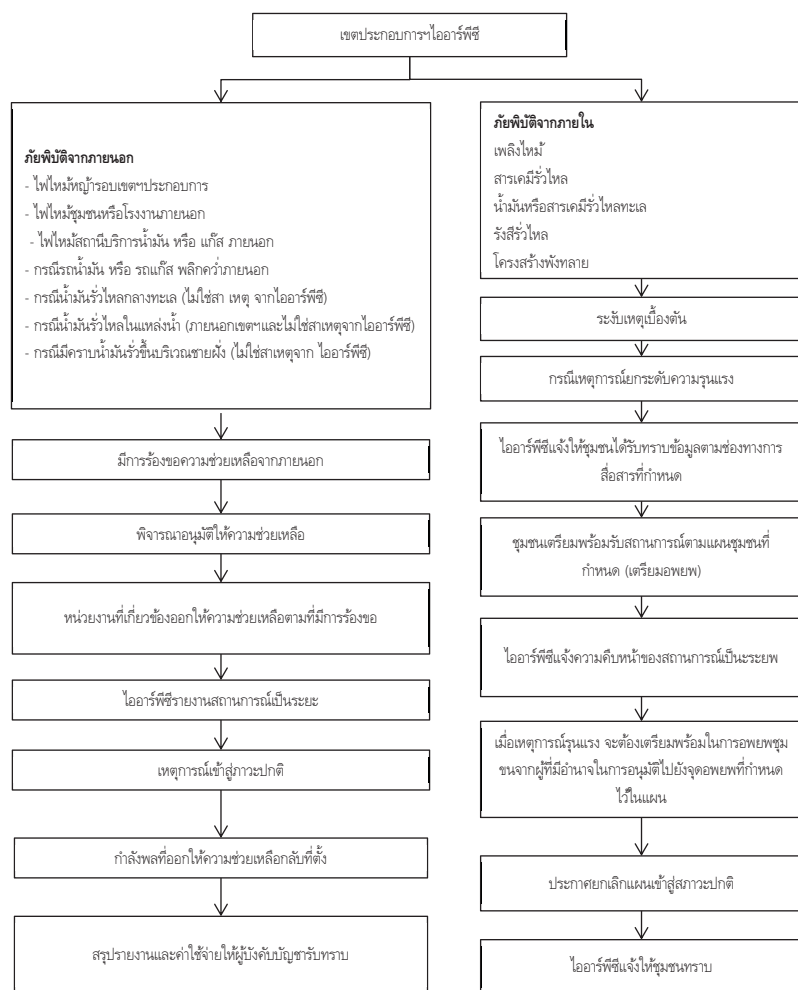 เขตประกอบการฯไออาร์พีซี
ภัยพิบัติจากภายนอก
- ไฟไหม้หญ้ารอบเขตฯประกอบการ
- ไฟไหม้ชุมชนหรือโรงงานภายนอก
- ไฟไหม้สถานีบริการน้ำมัน หรือ แก๊ส ภายนอก
- กรณีรถน้ำมัน หรือ รถแก๊ส พลิกคว่ำภายนอก
- กรณีน้ำมันรั่วไหลกลางทะเล (ไม่ใช่สา เหตุ จากไออาร์พีซี)
- กรณีน้ำมันรั่วไหลในแหล่งน้ำ (ภายนอกเขตฯและไม่ใช่สาเหตุจากไออาร์พีซี)
- กรณีมีคราบน้ำมันรั่วขึ้นบริเวณชายฝั่ง (ไม่ใช่สาเหตุจาก ไออาร์พีซี)
มีการร้องขอความช่วยเหลือจากภายนอก
พิจารณาอนุมัติให้ความช่วยเหลือ
หน่วยงานที่เกี่ยวข้องออกให้ความช่วยเหลือตามที่มีการร้องขอ
ไออาร์พีซีรายงานสถานการณ์เป็นระยะ
เหตุการณ์เข้าสู่ภาวะปกติ
กำลังพลที่ออกให้ความช่วยเหลือกลับที่ตั้ง
สรุปรายงานและค่าใช้จ่ายให้ผู้บังคับบัญชารับทราบ
ภัยพิบัติจากภายใน
เพลิงไหม้
สารเคมีรั่วไหล
น้ำมันหรือสารเคมีรั่วไหลทะเล
รังสีรั่วไหล
โครงสร้างพังทลาย
ระงับเหตุเบื้องต้น
กรณีเหตุการณ์ยกระดับความรุนแรง
ไออาร์พีซีแจ้งให้ชุมชนได้รับทราบข้อมูลตามช่องทางการ
สื่อสารที่กำหนด
ชุมชนเตรียมพร้อมรับสถานการณ์ตามแผนชุมชนที่
กำหนด (เตรียมอพยพ)
ไออาร์พีซีแจ้งความคืบหน้าของสถานการณ์เป็นะระยพ
เมื่อเหตุการณ์รุนแรง จะต้องเตรียมพร้อมในการอพยพชุม
ชนจากผู้ที่มีอำนาจในการอนุมัติไปยังจุดอพยพที่กำหนด
ไว้ในแผน
ประกาศยกเลิกแผนเข้าสู่สภาวะปกติ
ไออาร์พีซีแจ้งให้ชุมชนทราบ